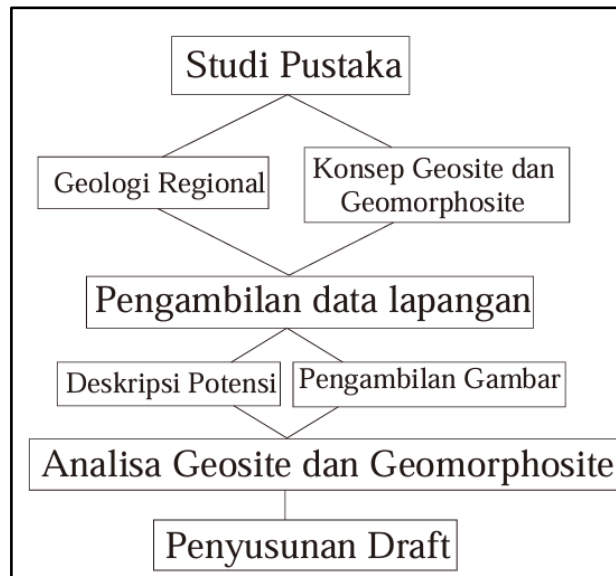 Studi Pustaka
Geologi Regional
Konsep Geosite dan
Geomorphosite
Pengambilan data lapangan
Deskripsi Potensi
Pengambilan Gambar
Analisa Geosite dan Geomorphosite
Penyusunan Draft